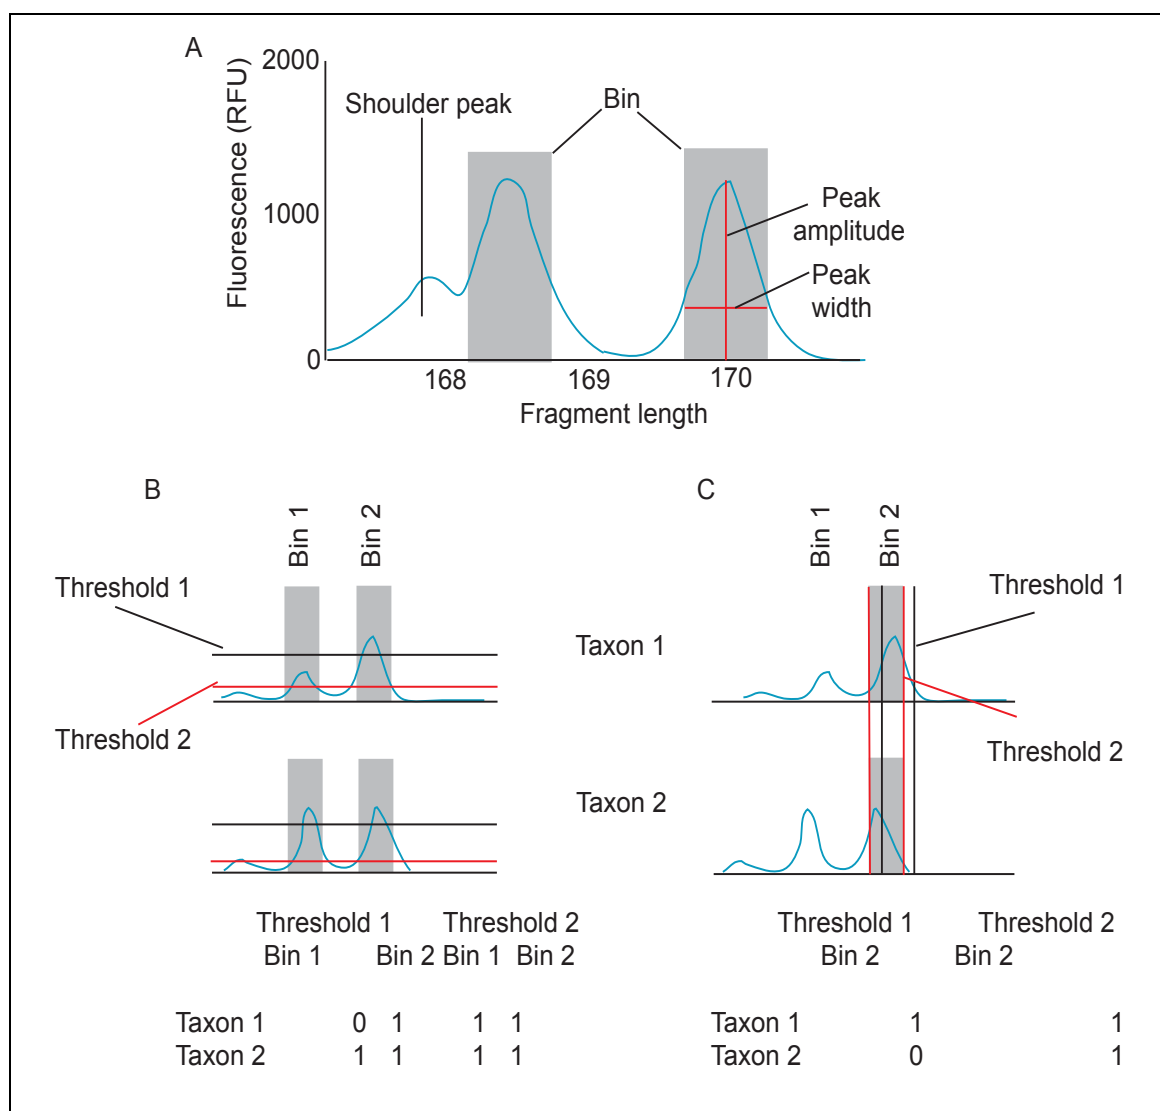 A
2000
Fluorescence (RFU)
Shoulder peak
Bin
1000
Peak
amplitude
Peak
width
0
168 169 170
Fragment length
B
Bin 1
Bin 2
Threshold 1
Threshold 2
C
Bin 1
Bin 2
Threshold 1
Taxon 1
Threshold 2
Taxon 2
Threshold 1 Threshold 2
Bin 1 Bin 2 Bin 1 Bin 2
Taxon 1 0 1 1 1
Taxon 2 1 1 1 1
Threshold 1 Threshold 2
Bin 2 Bin 2
Taxon 1 1 1
Taxon 2 0 1